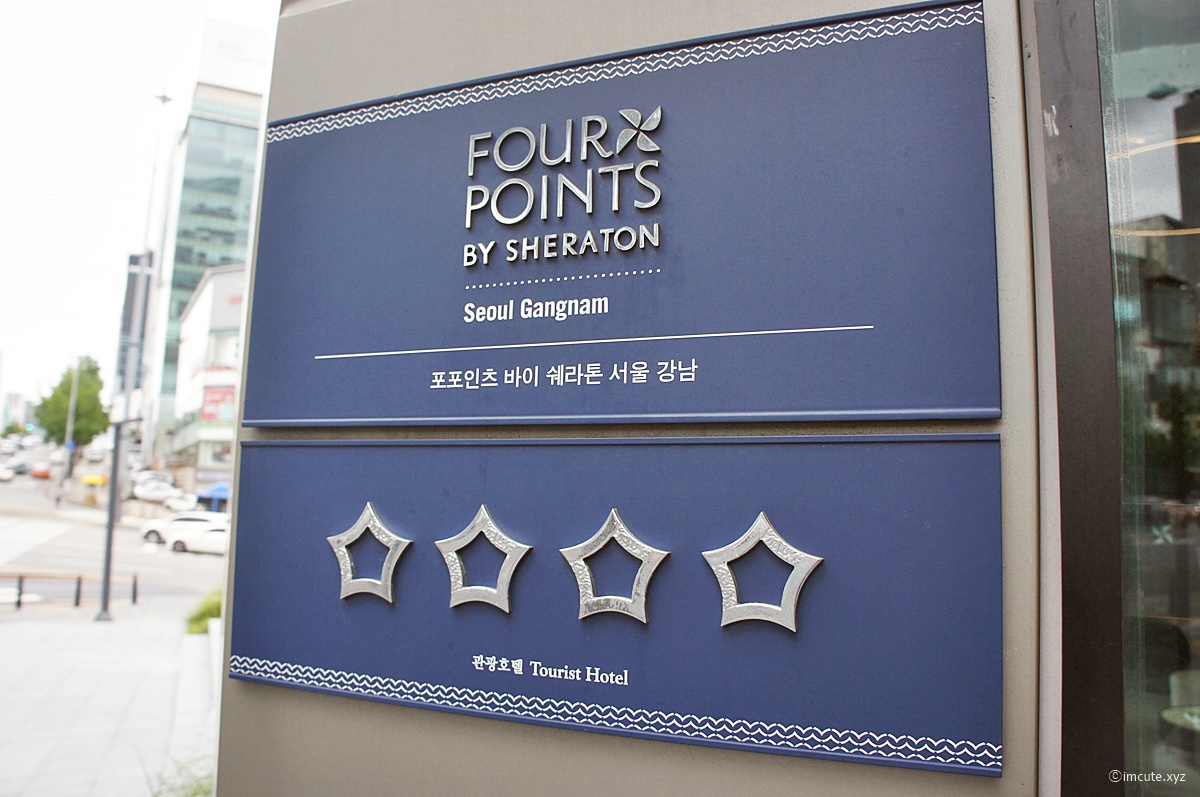 FOUR
POINTS
BY SHERATON
Seoul Gangnam
포포인츠 바이 쉐라톤 서울 강남
관광호텔 Tourist Hotel
©imcute.xyz